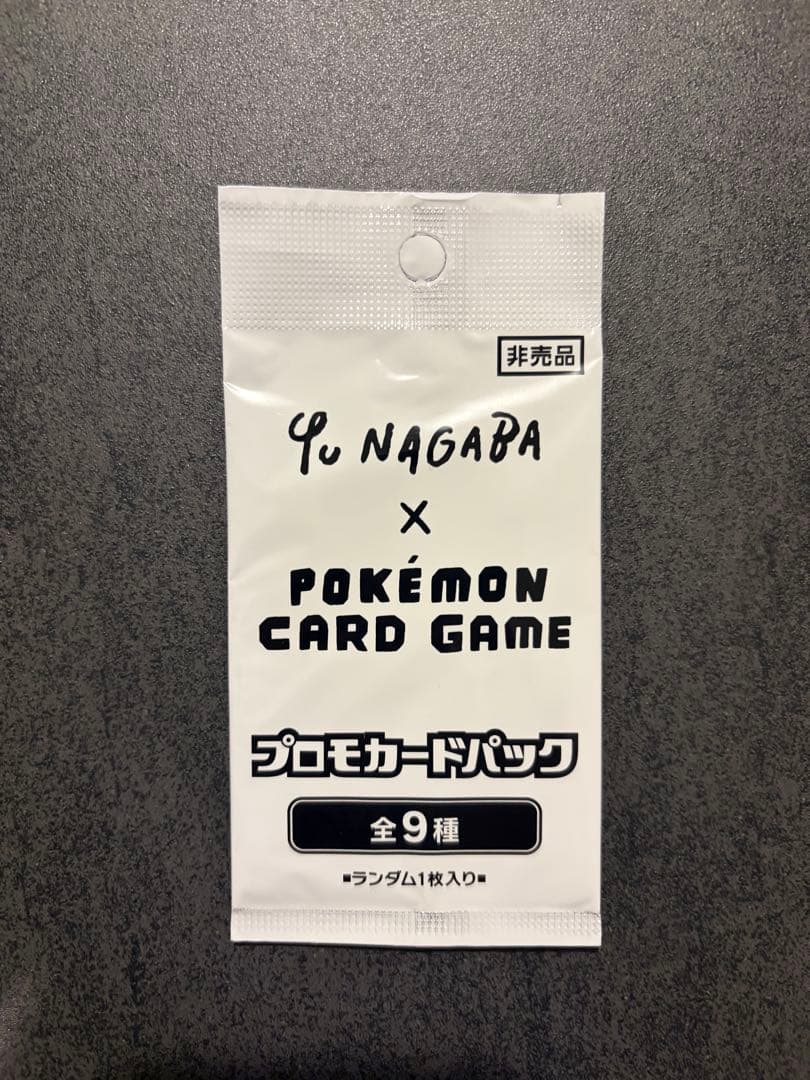 非売品
Yu NAGABA
×
POKÉMON
CARD GAME
プロモカードパック
全9種
■ランダム1枚入り■